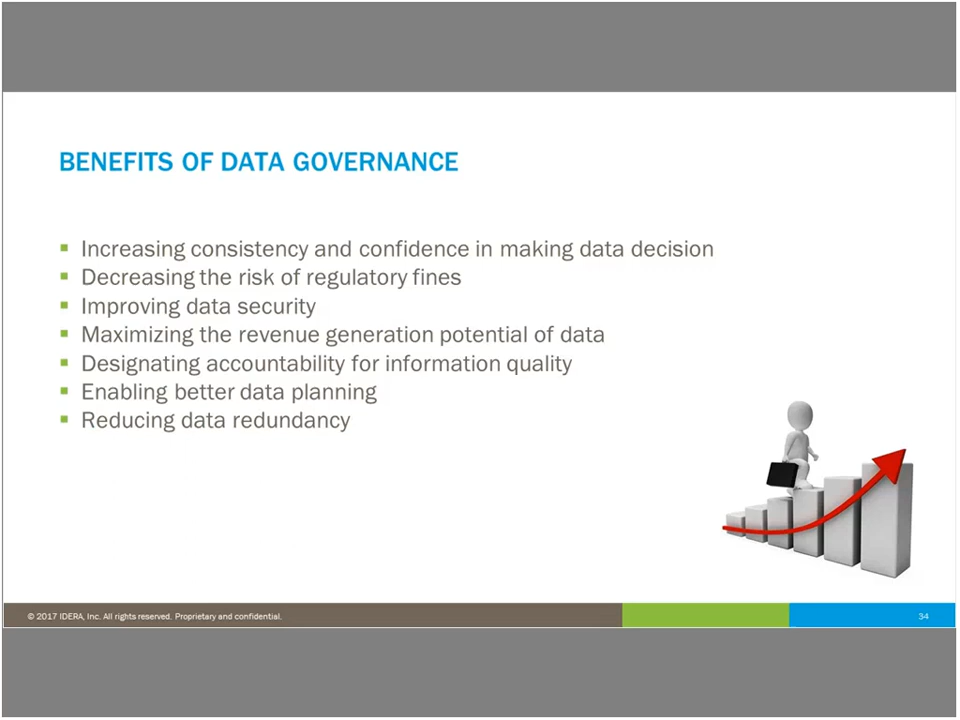 BENEFITS OF DATA GOVERNANCE
▪ Increasing consistency and confidence in making data decision
▪ Decreasing the risk of regulatory fines
▪ Improving data security
▪ Maximizing the revenue generation potential of data
▪ Designating accountability for information quality
▪ Enabling better data planning
▪ Reducing data redundancy
© 2017 IDERA, Inc. All rights reserved. Proprietary and confidential.
34